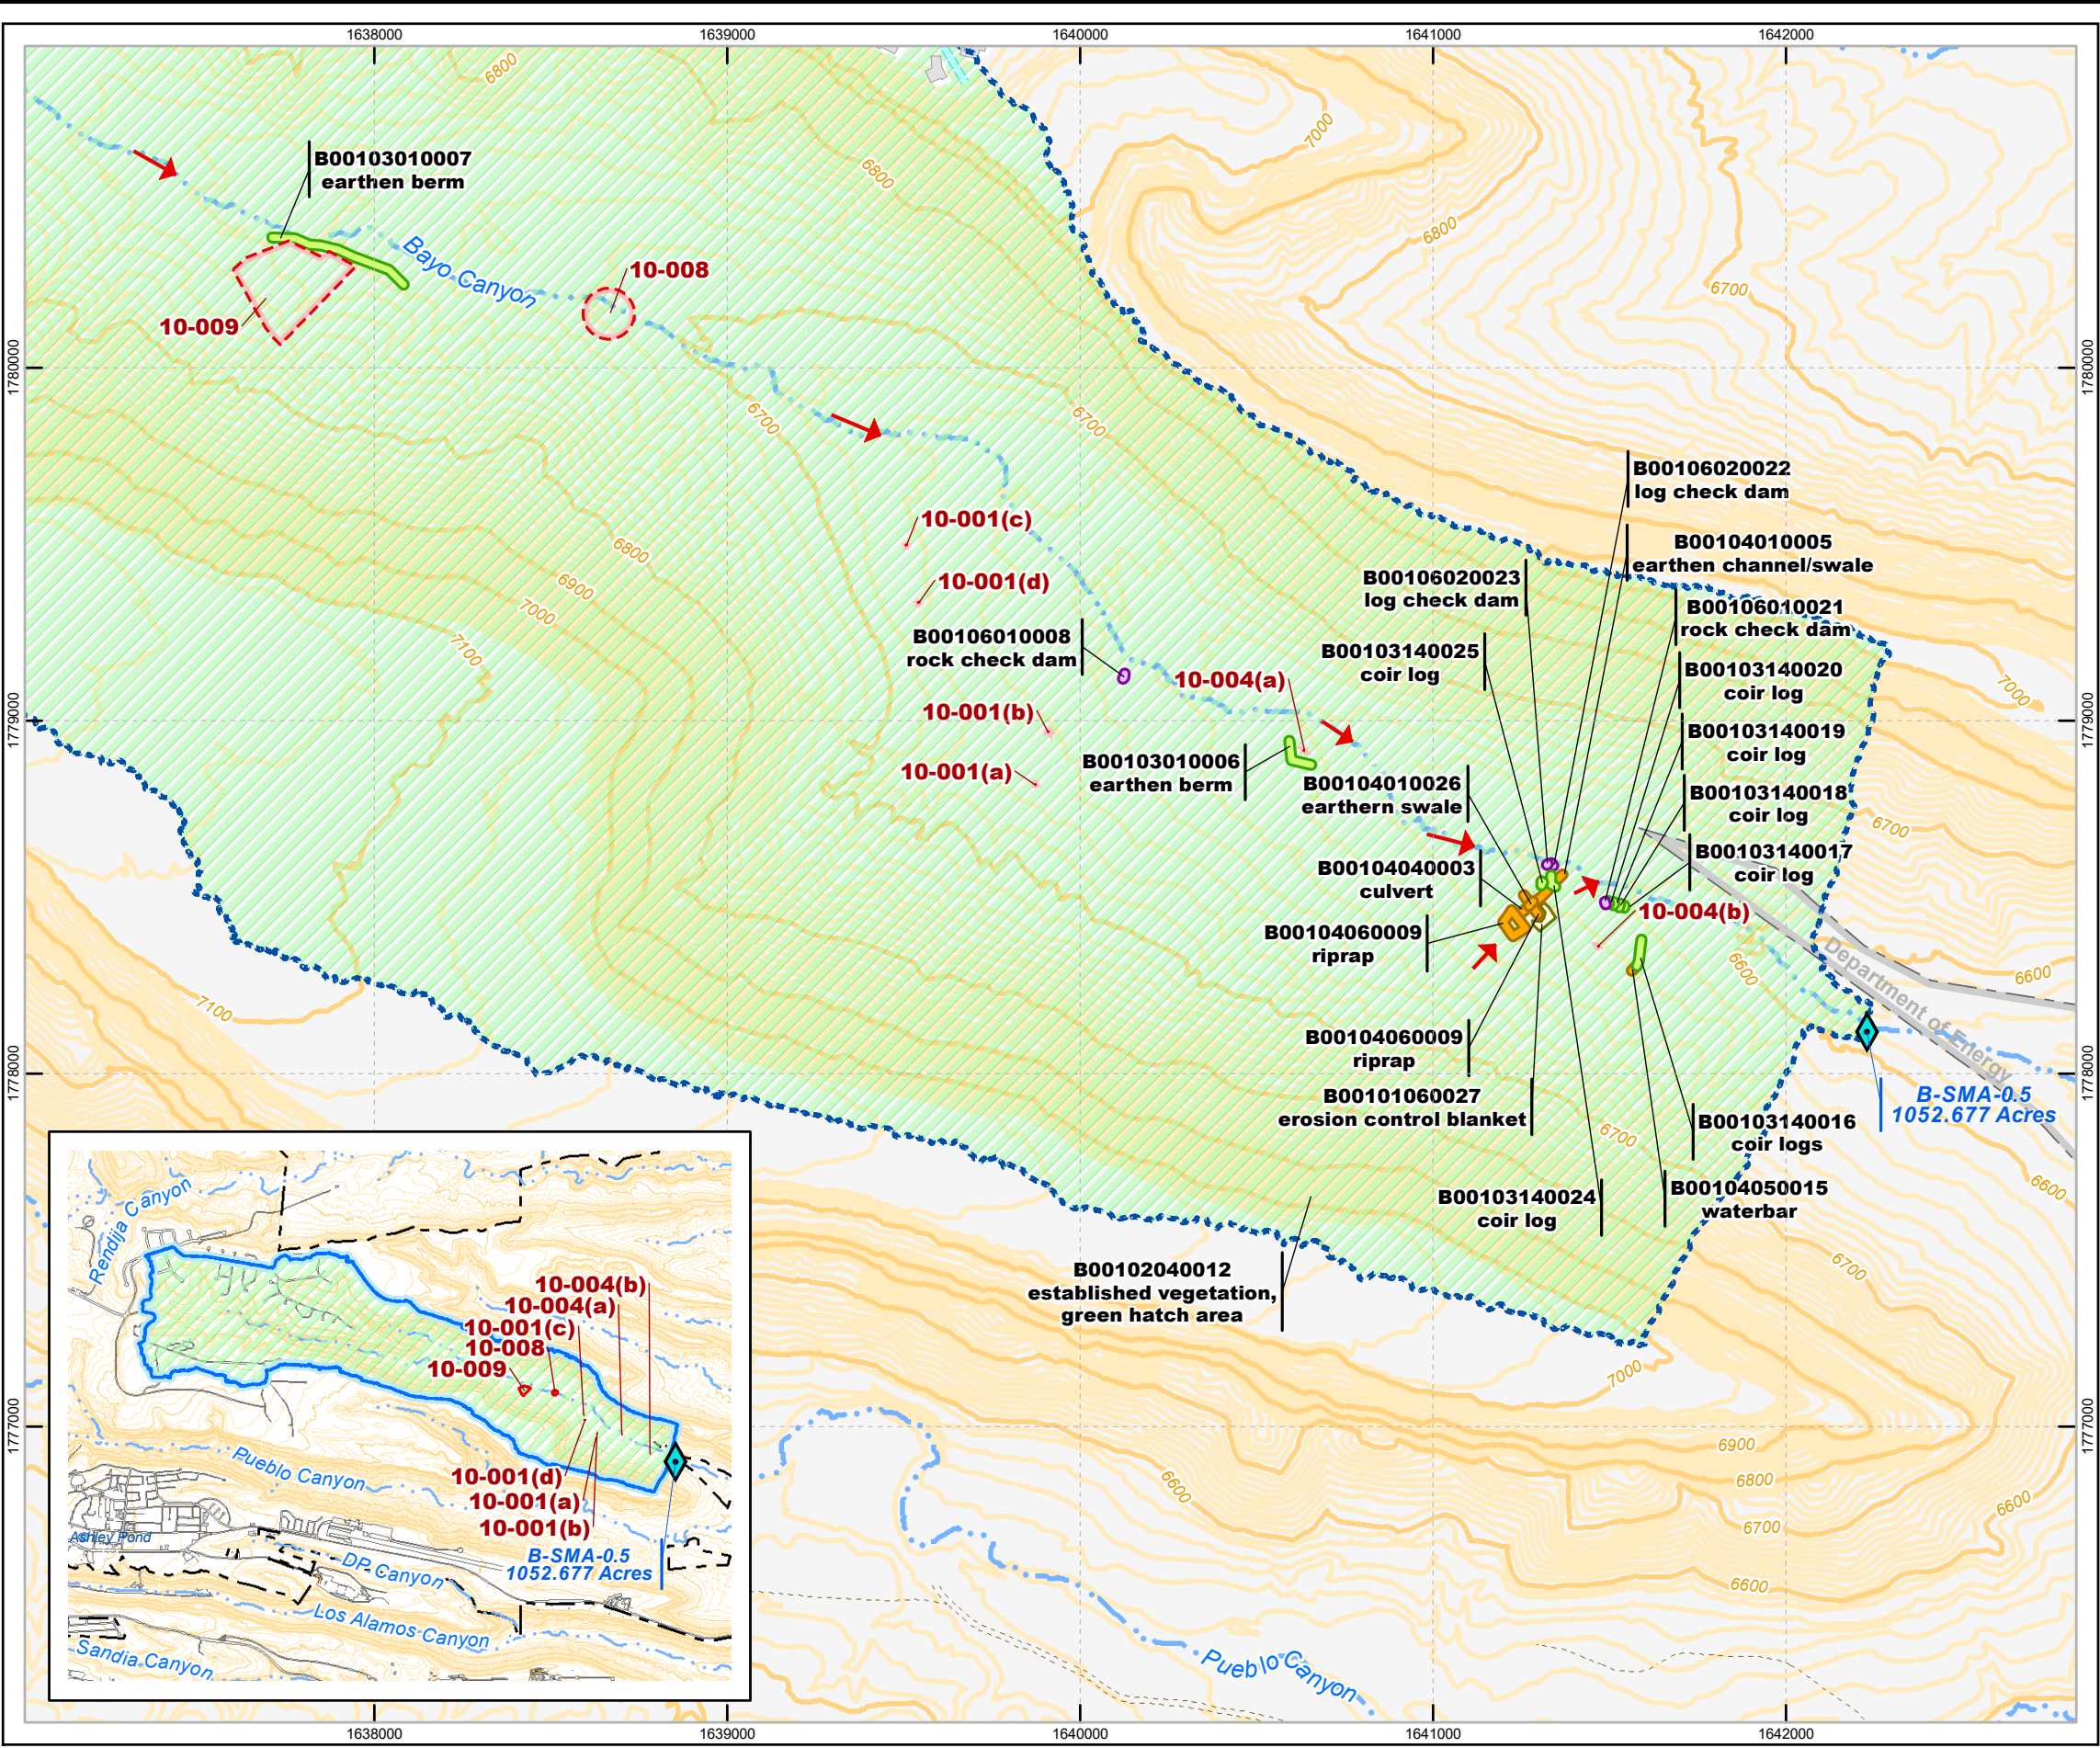 1638000
1639000
1640000
1641000
1642000
6800
7000
6800
6800
6700
B00103010007
earthen berm
Bayo Canyon
10-008
10-009
1780000
1780000
6700
6700
B00106020022
log check dam
B00104010005
earthen channel/swale
B00106020023
log check dam
B00106010021
rock check dam
10-001(c)
10-001(d)
6800
6900
7000
7100
B00106010008
rock check dam
B00103140025
coir log
B00103140020
coir log
7000
10-004(a)
10-001(b)
10-001(a)
1779000
1779000
B00103140019
coir log
B00103010006
earthen berm
B00104010026
earthern swale
B00103140018
coir log
6700
B00104040003
culvert
B00103140017
coir log
10-004(b)
B00104060009
riprap
Department of Energy
6600
6600
7100
B00104060009
riprap
1778000
1778000
B00101060027
erosion control blanket
B-SMA-0.5
1052.677 Acres
B00103140016
coir logs
6700
6600
B00103140024
coir log
B00104050015
waterbar
6700
B00102040012
established vegetation,
green hatch area
7000
1777000
1777000
6900
6800
6700
6600
6600
6600
Pueblo Canyon
Rendija Canyon
10-004(b)
10-004(a)
10-001(c)
10-008
10-009
Pueblo Canyon
10-001(d)
10-001(a)
10-001(b)
Ashley Pond
B-SMA-0.5
1052.677 Acres
DP Canyon
Los Alamos Canyon
Sandia Canyon
1638000
1639000
1640000
1641000
1642000